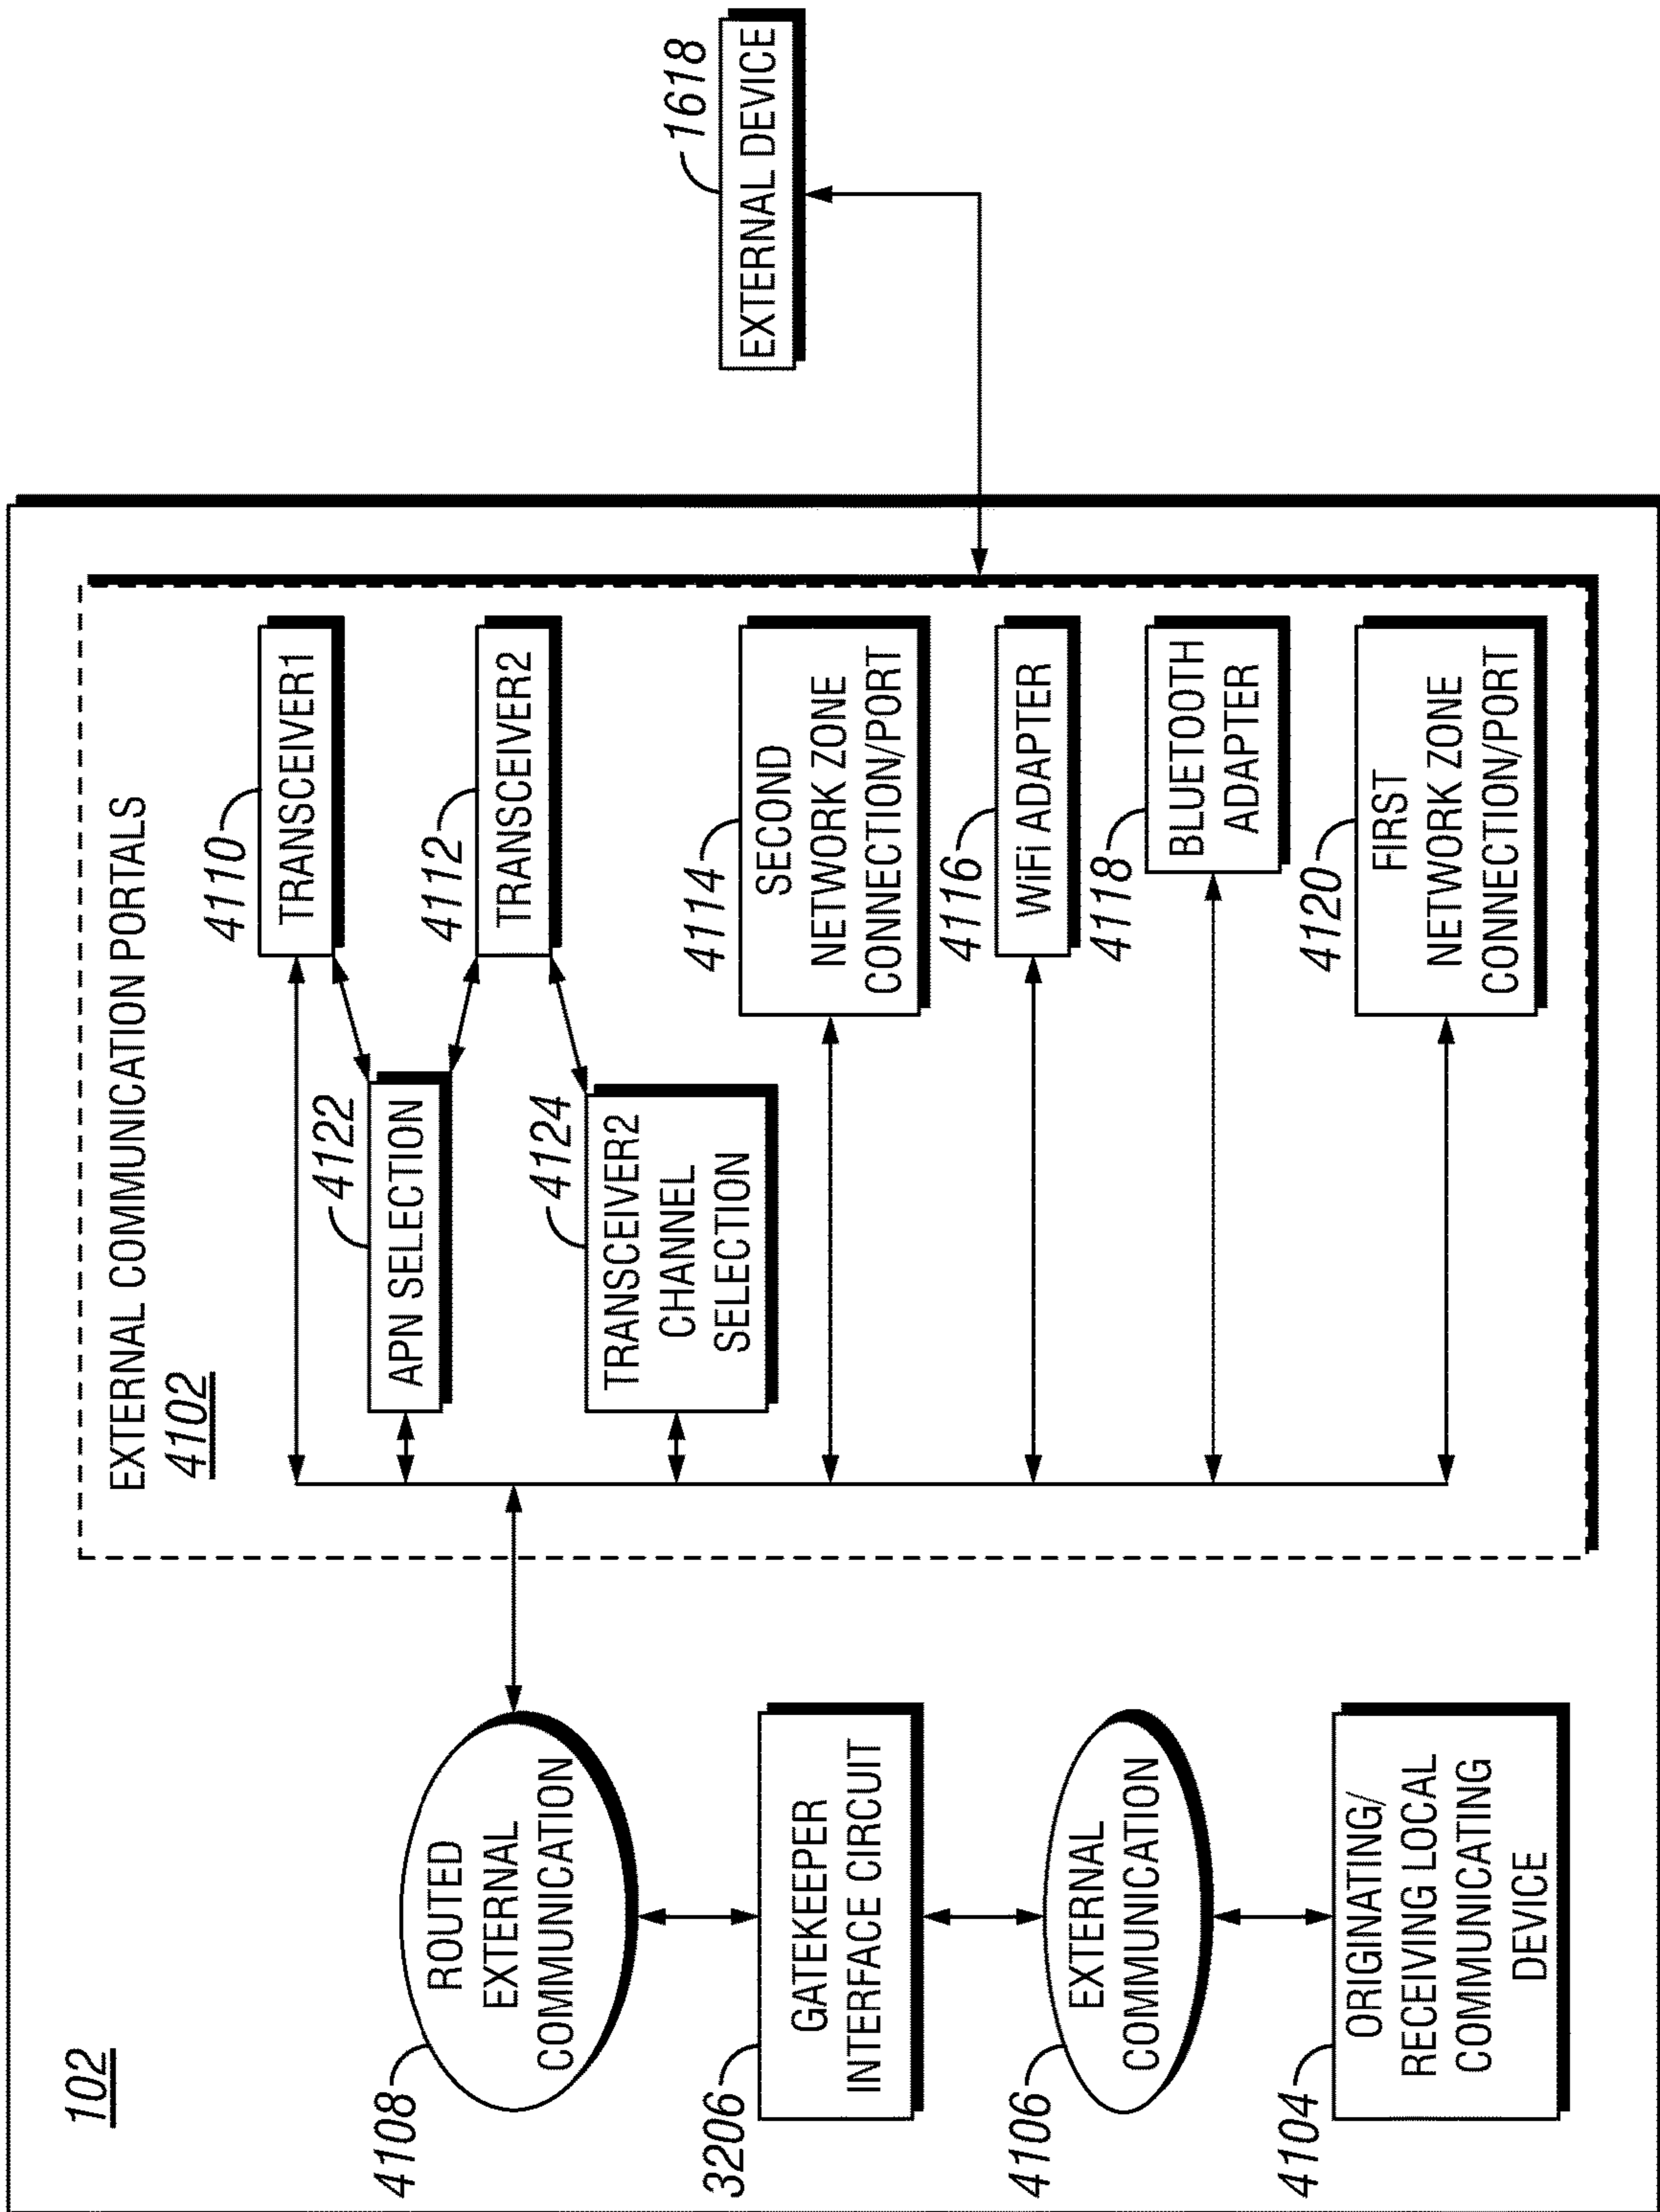 102
4108
ROUTED
EXTERNAL
COMMUNICATION
3206
GATEKEEPER
INTERFACE CIRCUIT
4106
EXTERNAL
COMMUNICATION
4104
ORIGINATING/
RECEIVING LOCAL
COMMUNICATING
DEVICE
EXTERNAL COMMUNICATION PORTALS
4102
4110
TRANSCEIVER1
4122
APN SELECTION
4112
TRANSCEIVER2
4124
TRANSCEIVER2
CHANNEL
SELECTION
4114
SECOND
NETWORK ZONE
CONNECTION/PORT
4116
WiFi ADAPTER
4118
BLUETOOTH
ADAPTER
4120
FIRST
NETWORK ZONE
CONNECTION/PORT
1618
EXTERNAL DEVICE